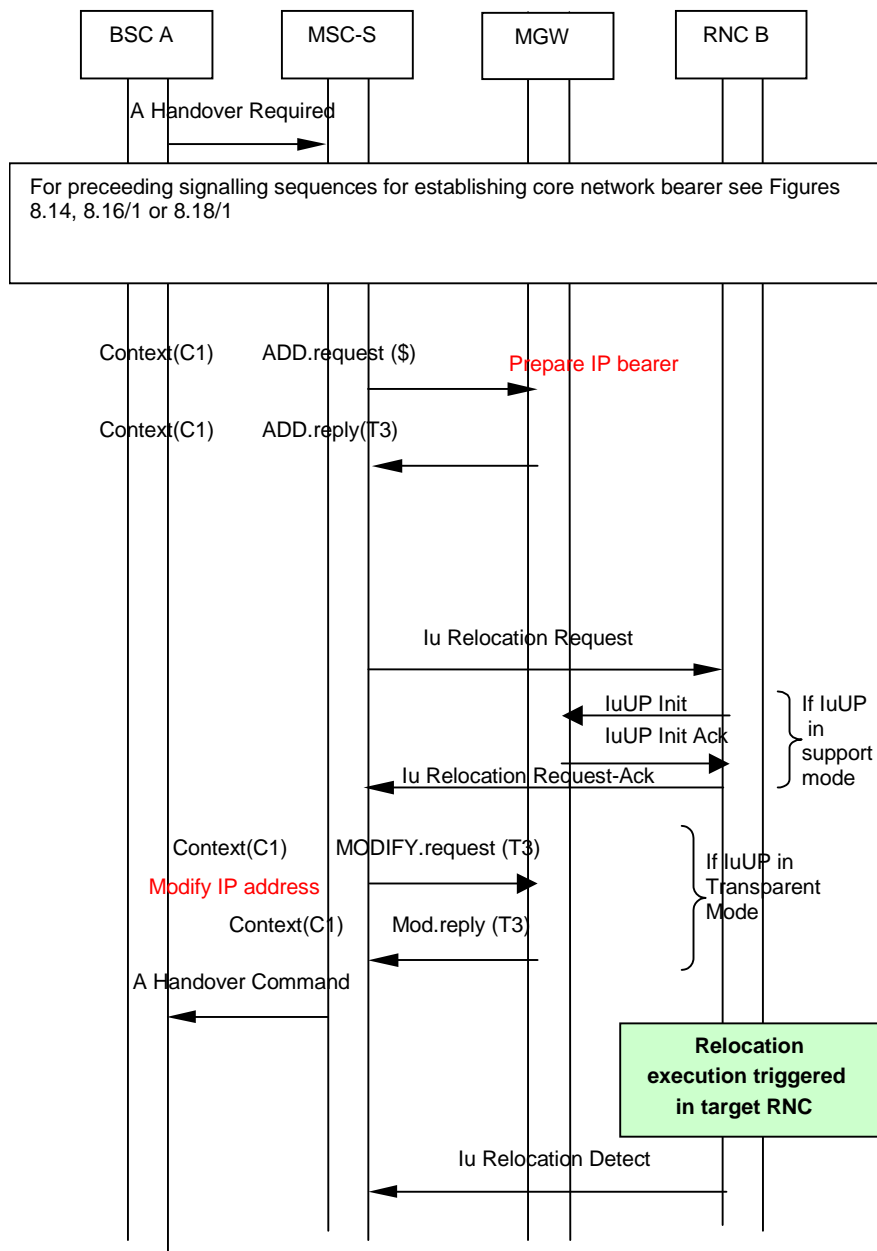 BSC A
MSC-S
MGW
RNC B
A Handover Required
For preceeding signalling sequences for establishing core network bearer see Figures
8.14, 8.16/1 or 8.18/1
Context(C1)
ADD.request ($)
Prepare IP bearer
Context(C1)
ADD.reply(T3)
Iu Relocation Request
IuUP Init
IuUP Init Ack
If IuUP
in
support
mode
Iu Relocation Request-Ack
Context(C1)
MODIFY.request (T3)
Modify IP address
If IuUP in
Transparent
Mode
Context(C1)
Mod.reply (T3)
A Handover Command
Relocation
execution triggered
in target RNC
Iu Relocation Detect